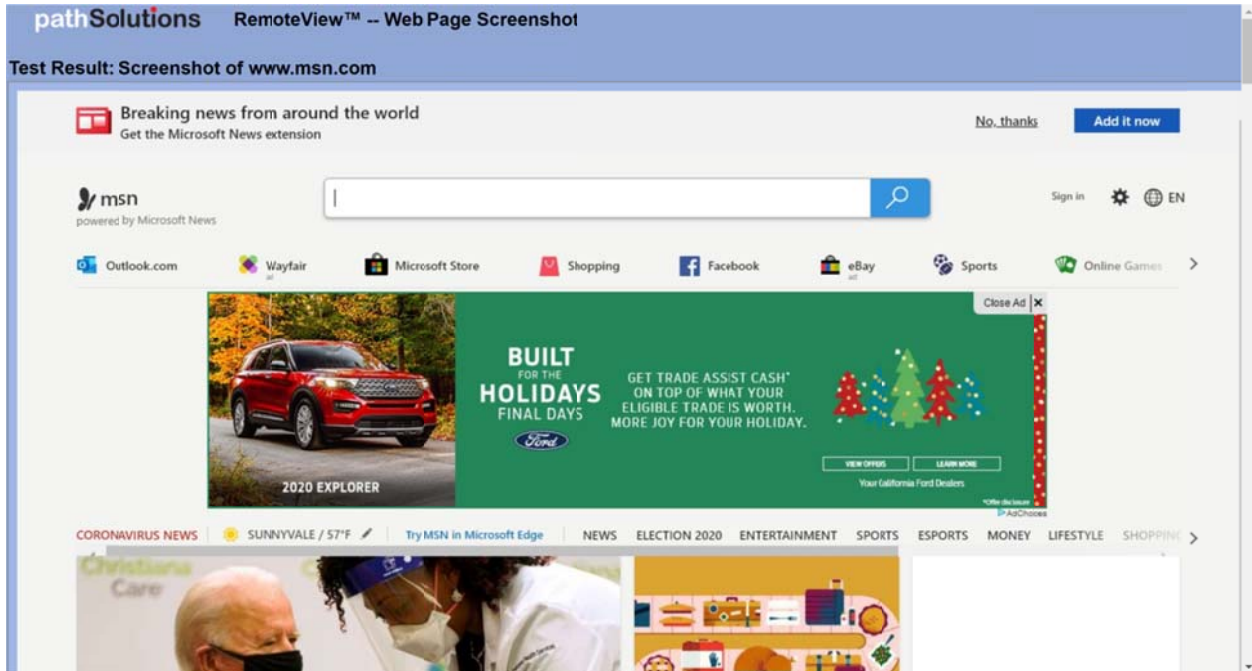 pathSolutions RemoteView™ -- Web Page Screenshot
Test Result: Screenshot of www.msn.com
Breaking news from around the world
Get the Microsoft News extension
No, thanks
Add it now
msn
powered by Microsoft News
Sign in
EN
Outlook.com
Wayfair
ad
Microsoft Store
Shopping
Facebook
eBay
ad
Sports
Online Games
Close Ad X
BUILT
FOR THE
HOLIDAYS
FINAL DAYS
Ford
GET TRADE ASSIST CASH*
ON TOP OF WHAT YOUR
ELIGIBLE TRADE IS WORTH.
MORE JOY FOR YOUR HOLIDAY.
VIEW OFFERS
LEARN MORE
Your California Ford Dealers
*Offer disclosure
2020 EXPLORER
AdChoices
CORONAVIRUS NEWS
SUNNYVALE / 57°F
Try MSN in Microsoft Edge
NEWS ELECTION 2020 ENTERTAINMENT SPORTS ESPORTS MONEY LIFESTYLE SHOPPING
Christiana
Care